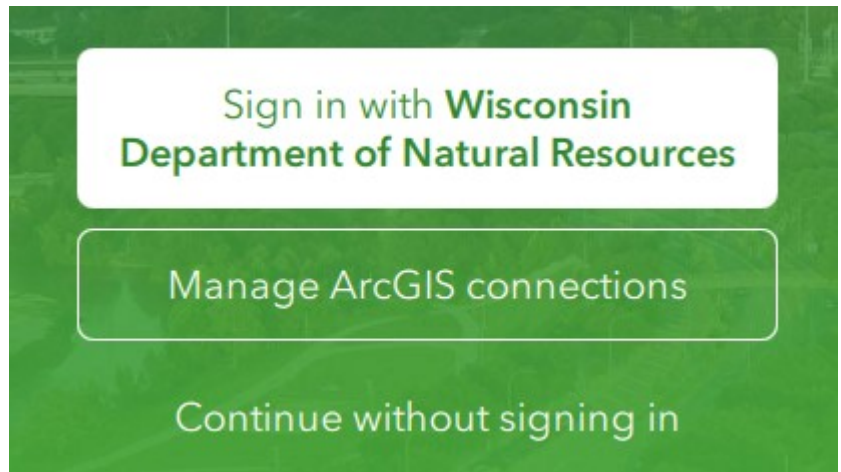 Sign in with Wisconsin
Department of Natural Resources
Manage ArcGIS connections
Continue without signing in